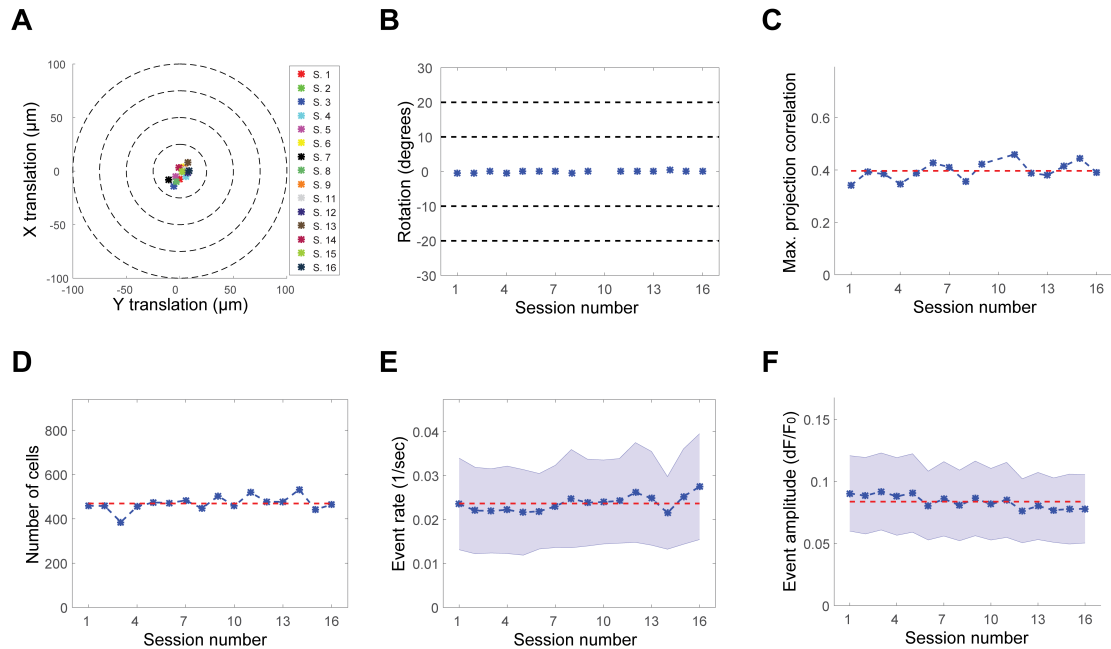 A
B
C
100
50
0
-50
-100
-100
-50
0
50
100
X translation (µm)
Y translation (µm)
S. 1
S. 2
S. 3
S. 4
S. 5
S. 6
S. 7
S. 8
S. 9
S. 11
S. 12
S. 13
S. 14
S. 15
S. 16
30
20
10
0
-10
-20
-30
Rotation (degrees)
1
4
7
10
13
16
Session number
0.6
0.4
0.2
0
Max. projection correlation
1
4
7
10
13
16
Session number
D
E
F
800
600
400
200
0
Number of cells
1
4
7
10
13
16
Session number
0.04
0.03
0.02
0.01
0
Event rate (1/sec)
1
4
7
10
13
16
Session number
0.15
0.1
0.05
0
Event amplitude (dF/F0)
1
4
7
10
13
16
Session number